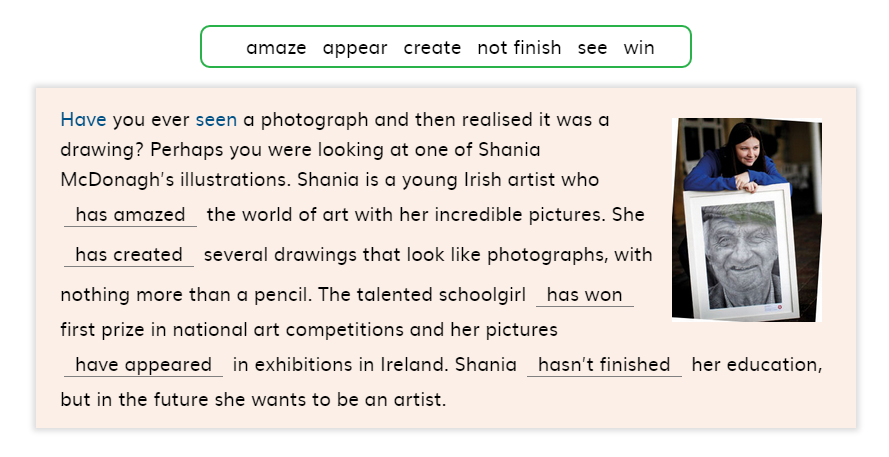 amaze appear create not finish see win
Have you ever seen a photograph and then realised it was a
drawing? Perhaps you were looking at one of Shania
McDonagh's illustrations. Shania is a young Irish artist who
has amazed the world of art with her incredible pictures. She
has created several drawings that look like photographs, with
nothing more than a pencil. The talented schoolgirl has won
first prize in national art competitions and her pictures
have appeared in exhibitions in Ireland. Shania hasn't finished her education,
but in the future she wants to be an artist.